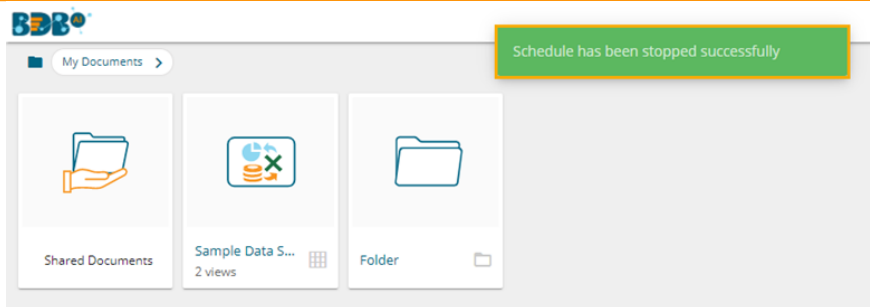 BDB AI
Schedule has been stopped successfully
My Documents
Shared Documents
Sample Data S...
2 views
Folder